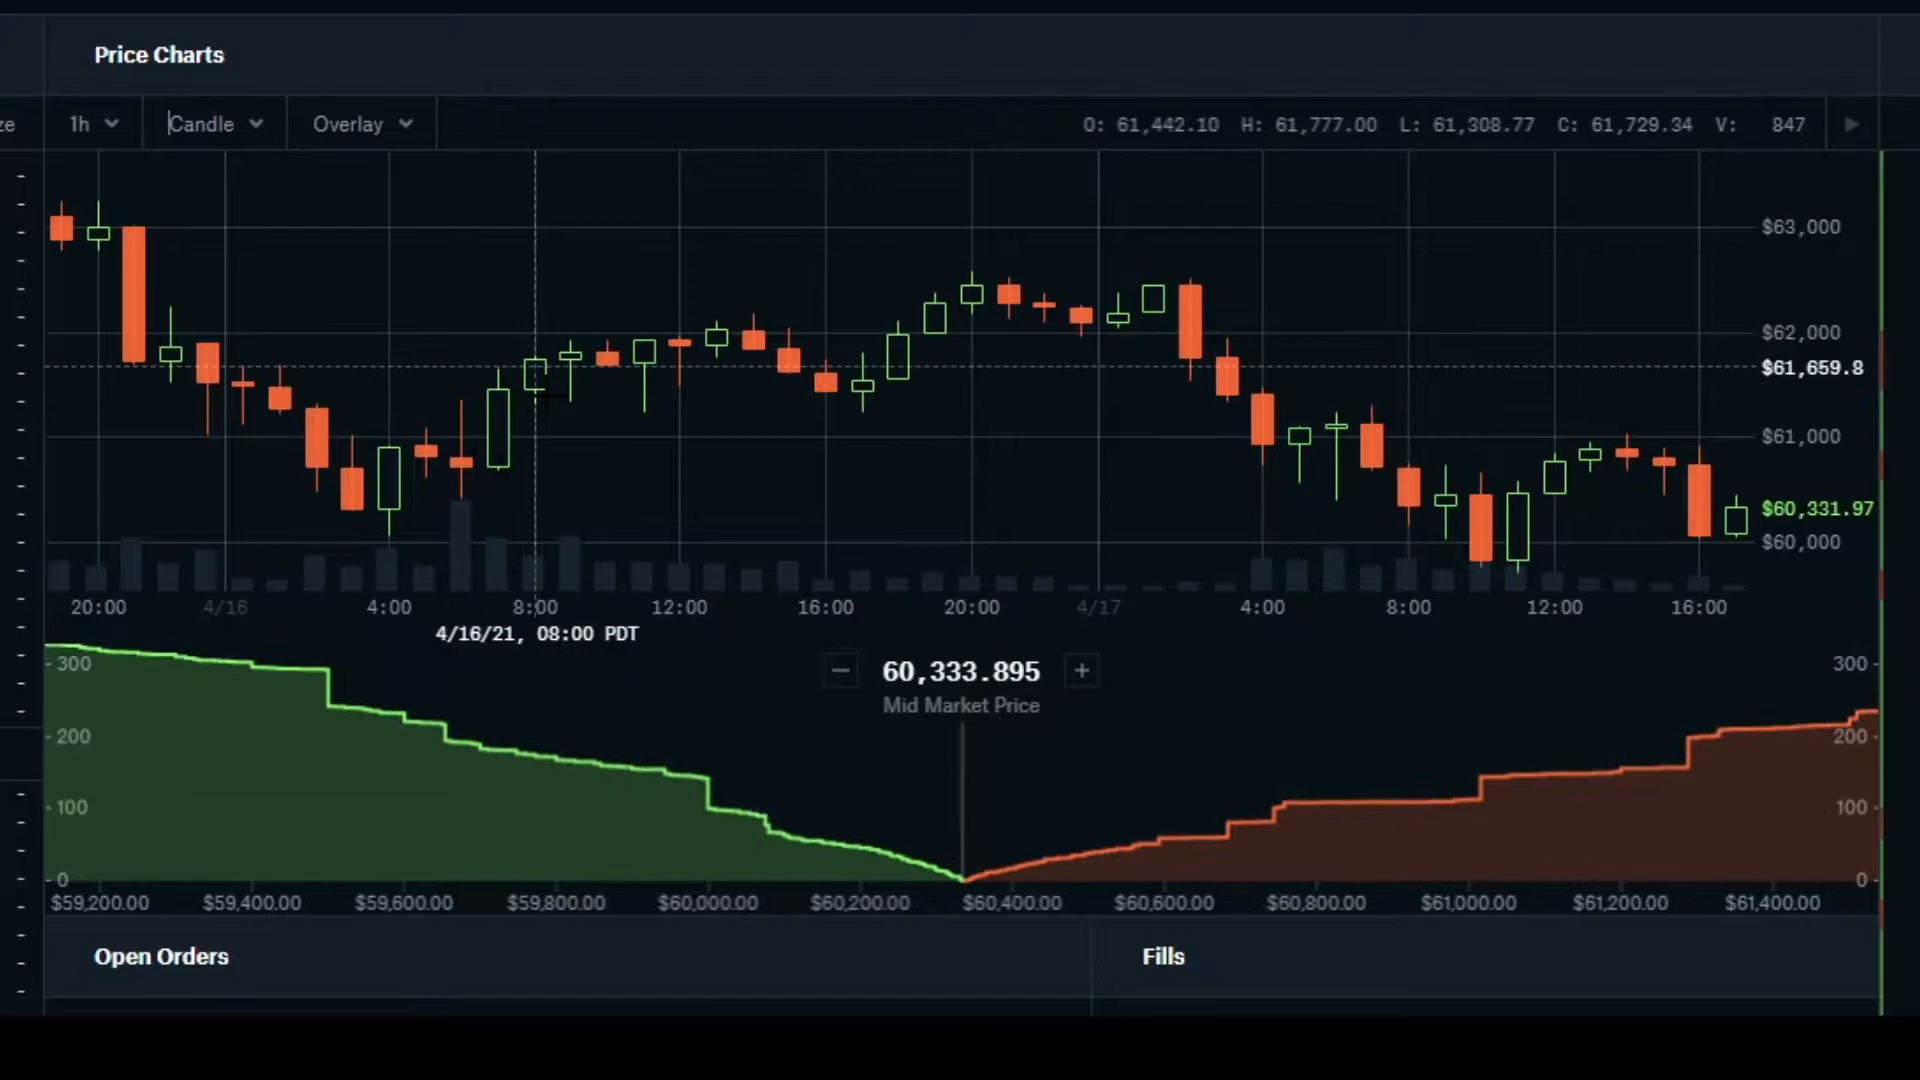 Price Charts
ze 1h Candle Overlay O: 61,442.10 H: 61,777.00 L: 61,308.77 C: 61,729.34 V: 847
$63,000
$62,000
$61,659.8
$61,000
$60,331.97
$60,000
20:00 4/16 4:00 8:00 12:00 16:00 20:00 4/17 4:00 8:00 12:00 16:00
4/16/21, 08:00 PDT
300 − 60,333.895 + 300
Mid Market Price
200 200
100 100
0 0
$59,200.00 $59,400.00 $59,600.00 $59,800.00 $60,000.00 $60,200.00 $60,400.00 $60,600.00 $60,800.00 $61,000.00 $61,200.00 $61,400.00
Open Orders Fills